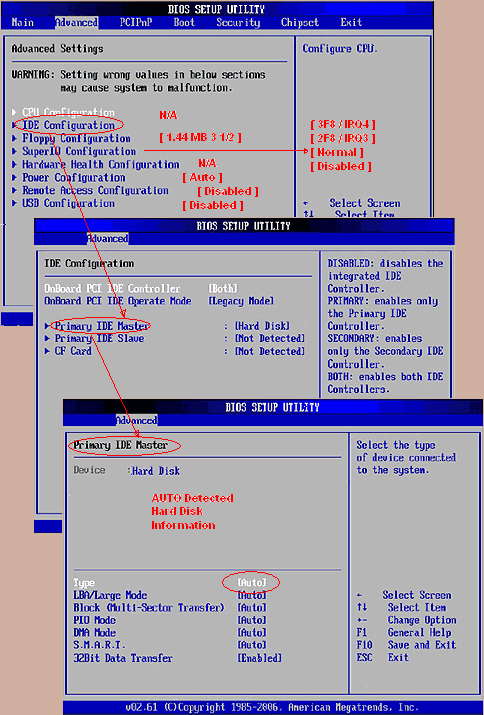 BIOS SETUP UTILITY
Main Advanced PCIPnP Boot Security Chipset Exit
Advanced Settings
WARNING: Setting wrong values in below sections
may cause system to malfunction.
CPU Configuration N/A
IDE Configuration
Floppy Configuration [ 1.44 MB 3 1/2 ]
SuperIO Configuration
Hardware Health Configuration N/A
Power Configuration [ Auto ]
Remote Access Configuration [ Disabled ]
USB Configuration [ Disabled ]
Configure CPU.
[ 3F8 / IRQ4 ]
[ 2F8 / IRQ3 ]
[ Normal ]
[ Disabled ]
← Select Screen
↑↓ Select Item
BIOS SETUP UTILITY
Advanced
IDE Configuration
OnBoard PCI IDE Controller [Both]
OnBoard PCI IDE Operate Mode [Legacy Mode]
Primary IDE Master : [Hard Disk]
Primary IDE Slave : [Not Detected]
CF Card : [Not Detected]
DISABLED: disables the
integrated IDE
Controller.
PRIMARY: enables only
the Primary IDE
Controller.
SECONDARY: enables
only the Secondary IDE
Controller.
BOTH: enables both IDE
Controllers.
BIOS SETUP UTILITY
Advanced
Primary IDE Master
Device :Hard Disk
AUTO Detected
Hard Disk
Information
Type [Auto]
LBA/Large Mode [Auto]
Block (Multi-Sector Transfer) [Auto]
PIO Mode [Auto]
DMA Mode [Auto]
S.M.A.R.T. [Auto]
32Bit Data Transfer [Enabled]
Select the type
of device connected
to the system.
← Select Screen
↑↓ Select Item
+- Change Option
F1 General Help
F10 Save and Exit
ESC Exit
v02.61 (C)Copyright 1985-2006, American Megatrends, Inc.